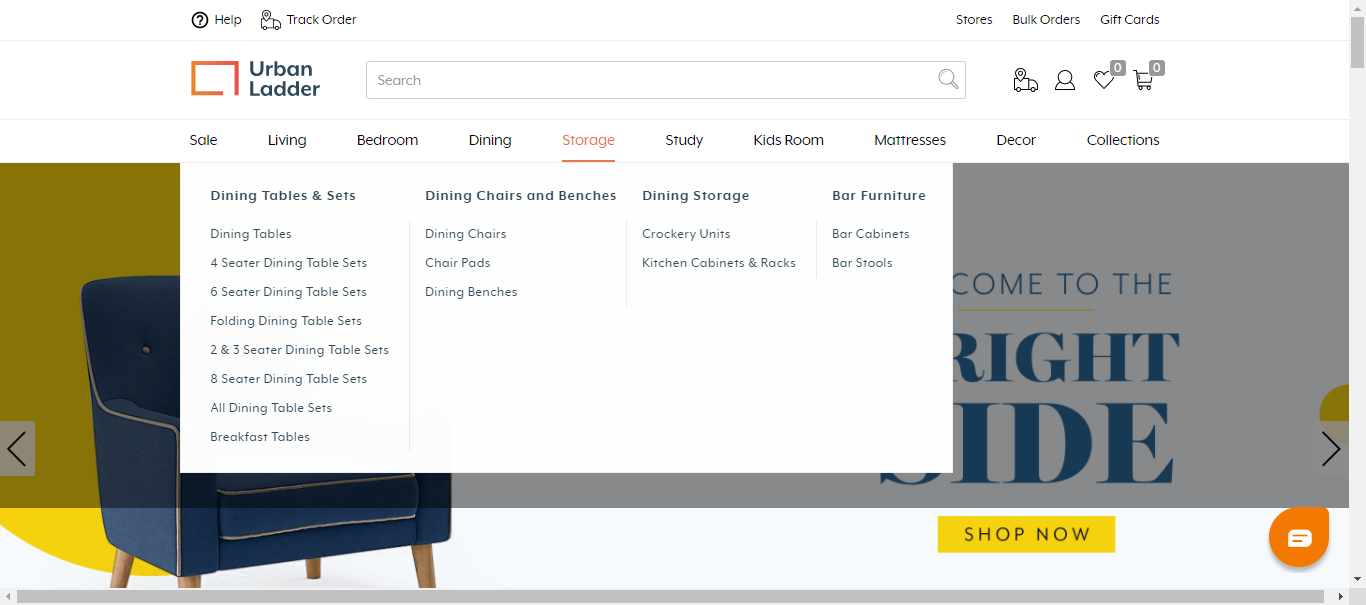 Help Track Order Stores Bulk Orders Gift Cards
Urban
Ladder
Search
0 0
Sale Living Bedroom Dining Storage Study Kids Room Mattresses Decor Collections
Dining Tables & Sets
Dining Tables
4 Seater Dining Table Sets
6 Seater Dining Table Sets
Folding Dining Table Sets
2 & 3 Seater Dining Table Sets
8 Seater Dining Table Sets
All Dining Table Sets
Breakfast Tables
Dining Chairs and Benches
Dining Chairs
Chair Pads
Dining Benches
Dining Storage
Crockery Units
Kitchen Cabinets & Racks
Bar Furniture
Bar Cabinets
Bar Stools
COME TO THE
BRIGHT
SIDE
SHOP NOW